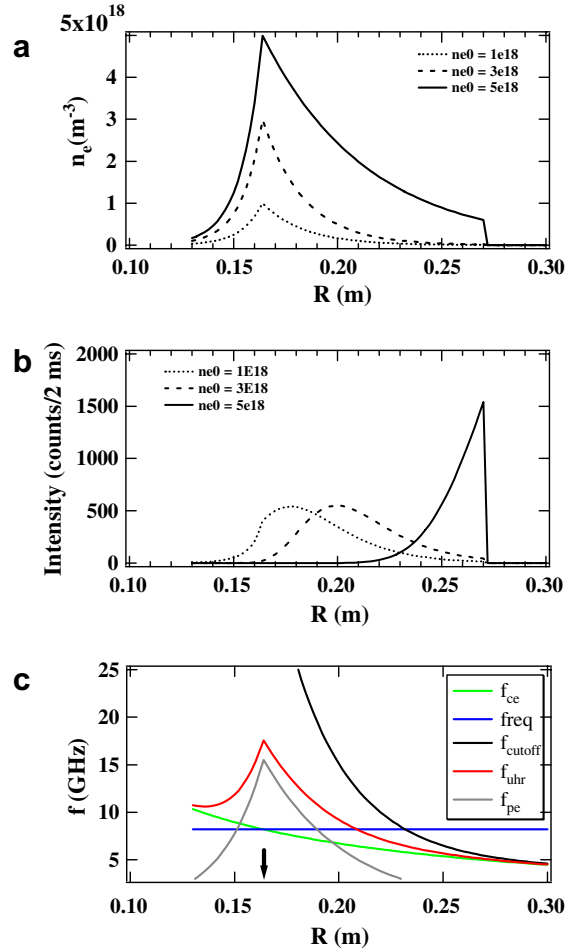 a
5x10¹⁸
4
3
2
1
0
nₑ(m⁻³)
ne0 = 1e18
ne0 = 3e18
ne0 = 5e18
0.10 0.15 0.20 0.25 0.30
R (m)
b
2000
1500
1000
500
0
Intensity (counts/2 ms)
ne0 = 1E18
ne0 = 3E18
ne0 = 5e18
0.10 0.15 0.20 0.25 0.30
R (m)
c
25
20
15
10
5
f (GHz)
f_ce
freq
f_cutoff
f_uhr
f_pe
0.10 0.15 0.20 0.25 0.30
R (m)